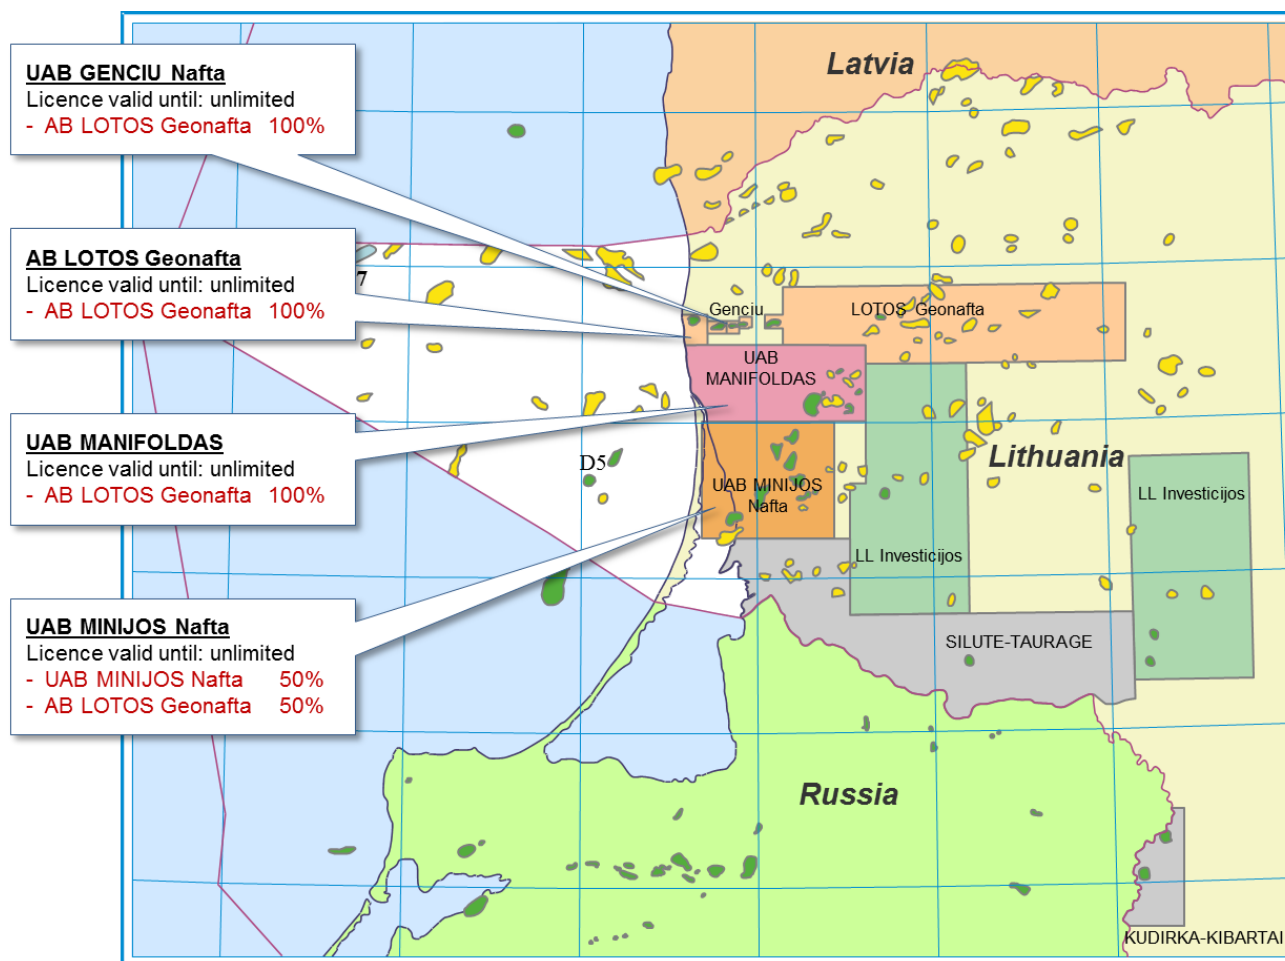 UAB GENCIU Nafta
Licence valid until: unlimited
- AB LOTOS Geonafta 100%
AB LOTOS Geonafta
Licence valid until: unlimited
- AB LOTOS Geonafta 100%
UAB MANIFOLDAS
Licence valid until: unlimited
- AB LOTOS Geonafta 100%
UAB MINIJOS Nafta
Licence valid until: unlimited
- UAB MINIJOS Nafta 50%
- AB LOTOS Geonafta 50%
Latvia
7
Genciu
LOTOS Geonafta
UAB
MANIFOLDAS
D5
Lithuania
UAB MINIJOS
Nafta
LL Investicijos
LL Investicijos
SILUTE-TAURAGE
Russia
KUDIRKA-KIBARTAI